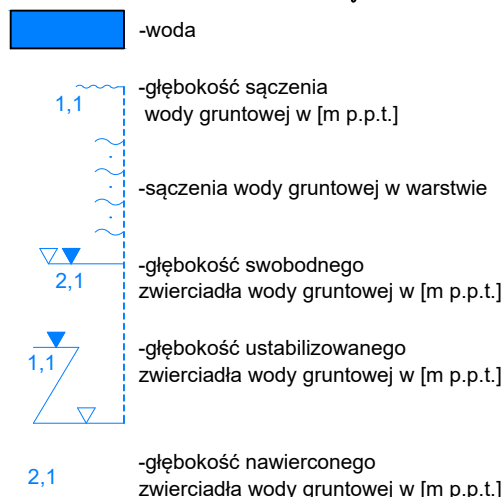 -woda
-głębokość sączenia
1,1
wody gruntowej w [m p.p.t.]
-sączenia wody gruntowej w warstwie
-głębokość swobodnego
2,1
zwierciadła wody gruntowej w [m p.p.t.]
-głębokość ustabilizowanego
1,1
zwierciadła wody gruntowej w [m p.p.t.]
-głębokość nawierconego
2,1
zwierciadła wody gruntowej w [m p.p.t.]